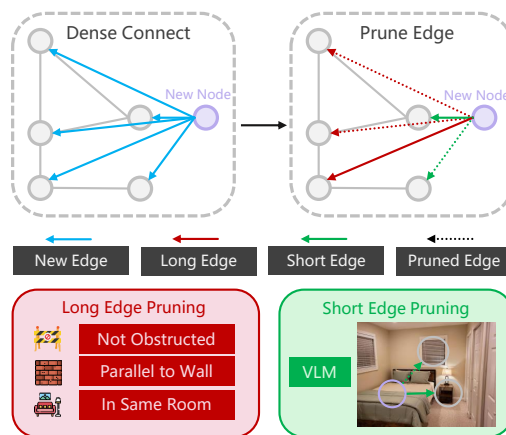 Dense Connect
Prune Edge
New Node
New Node
New Edge
Long Edge
Short Edge
Pruned Edge
Long Edge Pruning
Not Obstructed
Parallel to Wall
In Same Room
Short Edge Pruning
VLM